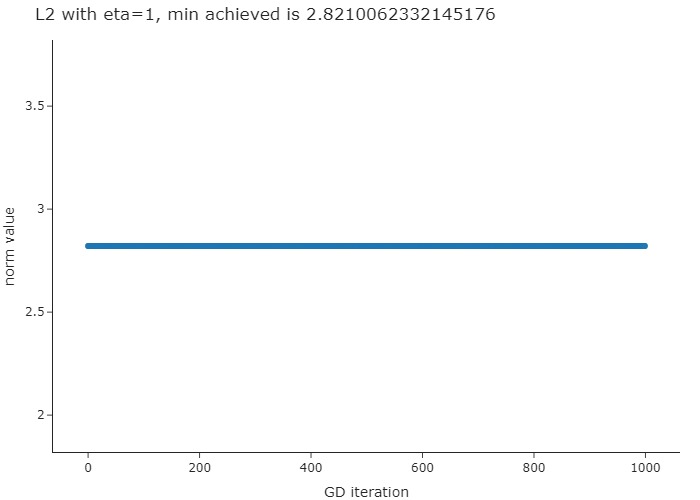 L2 with eta=1, min achieved is 2.8210062332145176
3.5
3
2.5
2
norm value
0 200 400 600 800 1000
GD iteration